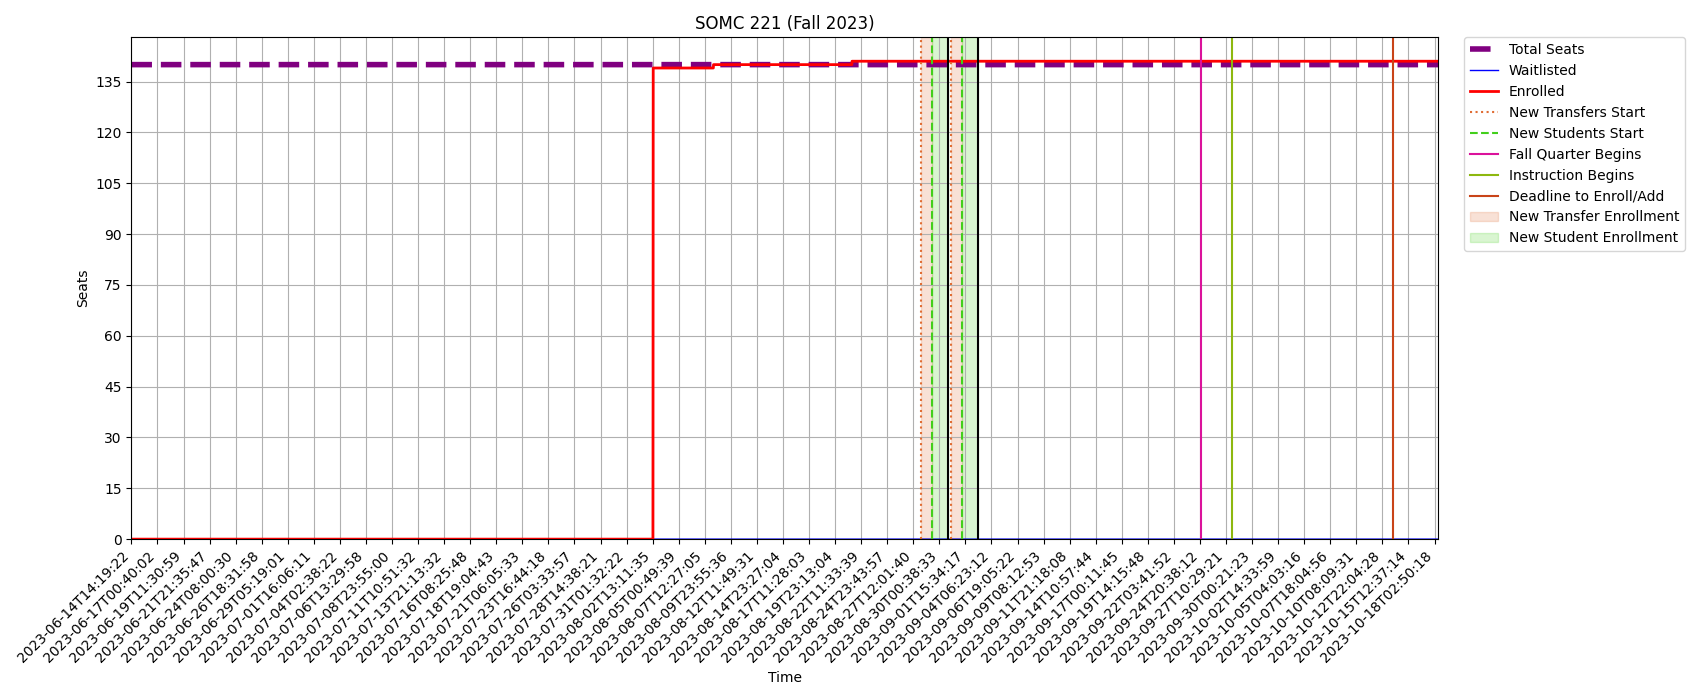 SOMC 221 (Fall 2023)
Total Seats
Waitlisted
Enrolled
New Transfers Start
New Students Start
Fall Quarter Begins
Instruction Begins
Deadline to Enroll/Add
New Transfer Enrollment
New Student Enrollment
Seats
135
120
105
90
75
60
45
30
15
0
2023-06-14T14:19:22
2023-06-17T00:40:02
2023-06-19T11:30:59
2023-06-21T21:35:47
2023-06-24T08:00:30
2023-06-26T18:31:58
2023-06-29T05:19:01
2023-07-01T16:06:11
2023-07-04T02:38:22
2023-07-06T13:29:58
2023-07-08T23:55:00
2023-07-11T10:51:32
2023-07-13T21:13:32
2023-07-16T08:25:48
2023-07-18T19:04:43
2023-07-21T06:05:33
2023-07-23T16:44:18
2023-07-26T03:33:57
2023-07-28T14:38:21
2023-07-31T01:32:22
2023-08-02T13:11:35
2023-08-05T00:49:39
2023-08-07T12:27:05
2023-08-09T23:55:36
2023-08-12T11:49:31
2023-08-14T23:27:04
2023-08-17T11:28:03
2023-08-19T23:13:04
2023-08-22T11:33:39
2023-08-24T23:43:57
2023-08-27T12:01:40
2023-08-30T00:38:33
2023-09-01T15:34:17
2023-09-04T06:23:12
2023-09-06T19:05:22
2023-09-09T08:12:53
2023-09-11T21:18:08
2023-09-14T10:57:44
2023-09-17T00:11:45
2023-09-19T14:15:48
2023-09-22T03:41:52
2023-09-24T20:38:12
2023-09-27T10:29:21
2023-09-30T00:21:23
2023-10-02T14:33:59
2023-10-05T04:03:16
2023-10-07T18:04:56
2023-10-10T08:09:31
2023-10-12T22:04:28
2023-10-15T12:37:14
2023-10-18T02:50:18
Time